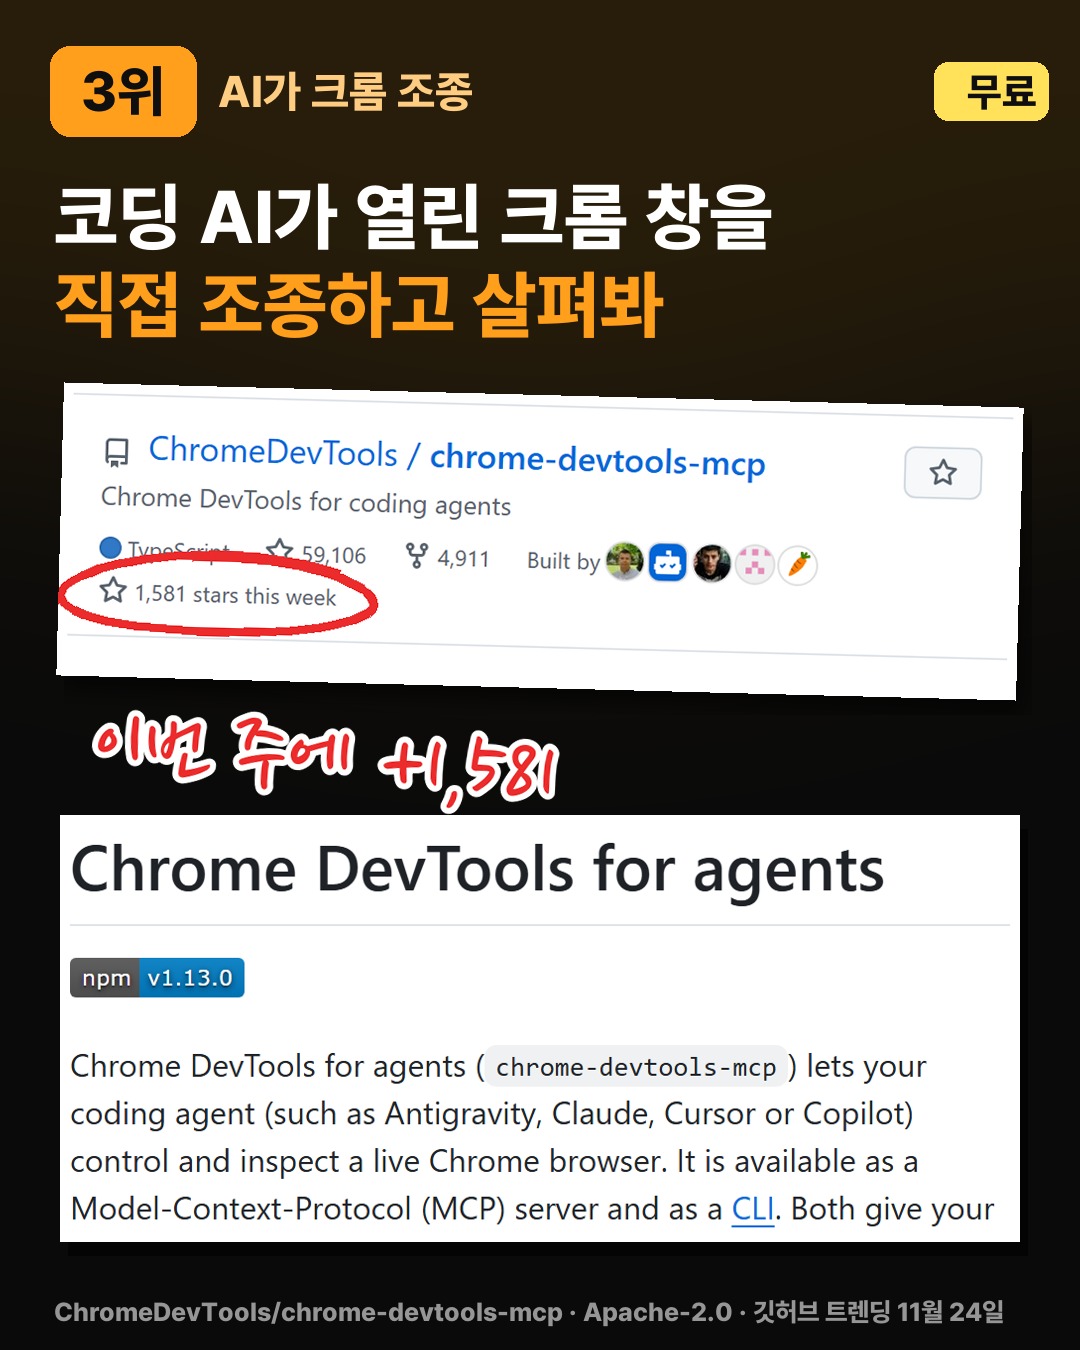 3위
AI가 크롬 조종
무료
코딩 AI가 열린 크롬 창을
직접 조종하고 살펴봐
ChromeDevTools / chrome-devtools-mcp
Chrome DevTools for coding agents
TypeScript 59,106 4,911 Built by
1,581 stars this week
이번 주에 +1,581
Chrome DevTools for agents
npm v1.13.0
Chrome DevTools for agents (chrome-devtools-mcp) lets your
coding agent (such as Antigravity, Claude, Cursor or Copilot)
control and inspect a live Chrome browser. It is available as a
Model-Context-Protocol (MCP) server and as a CLI. Both give your
ChromeDevTools/chrome-devtools-mcp · Apache-2.0 · 깃허브 트렌딩 11월 24일